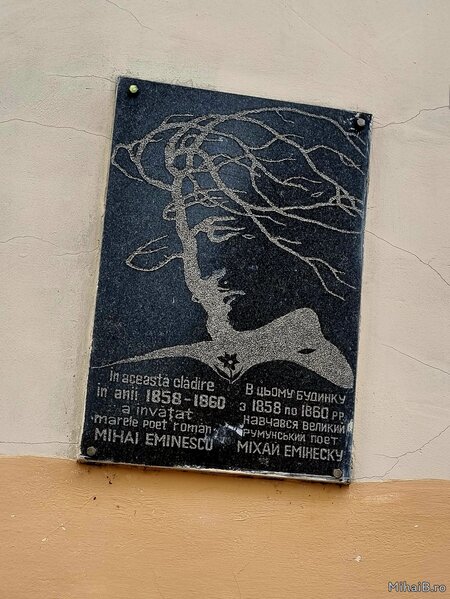 În această clădire
în anii 1858-1860
a învăţat
marele poet român
MIHAI EMINESCU
В цьому будинку
з 1858 по 1860 рр.
навчався великий
румунський поет
МІХАЙ ЕМІНЕСКУ
MihaiB.ro